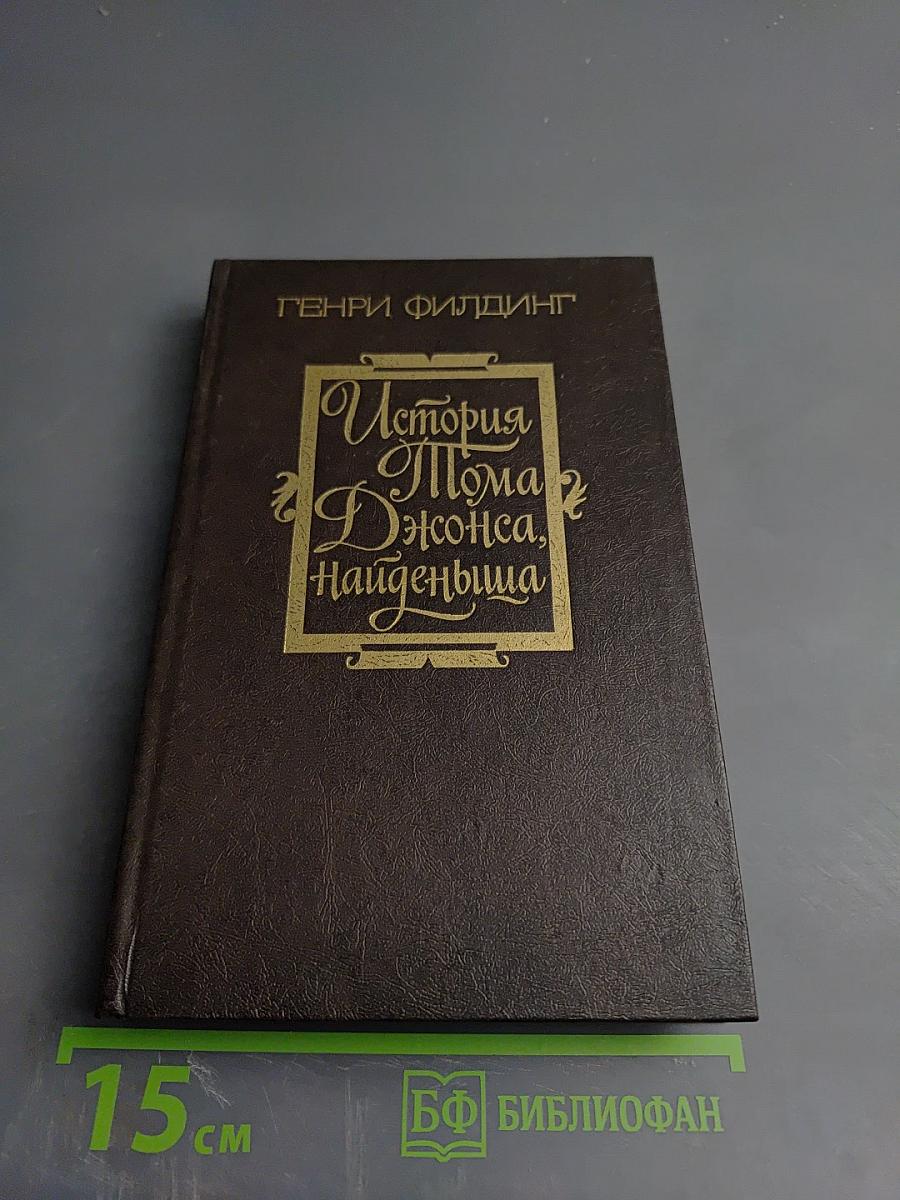 ГЕНРИ ФИЛДИНГ
История
Тома
Джонса,
найденыша
15 см
БФ БИБЛИОФАН